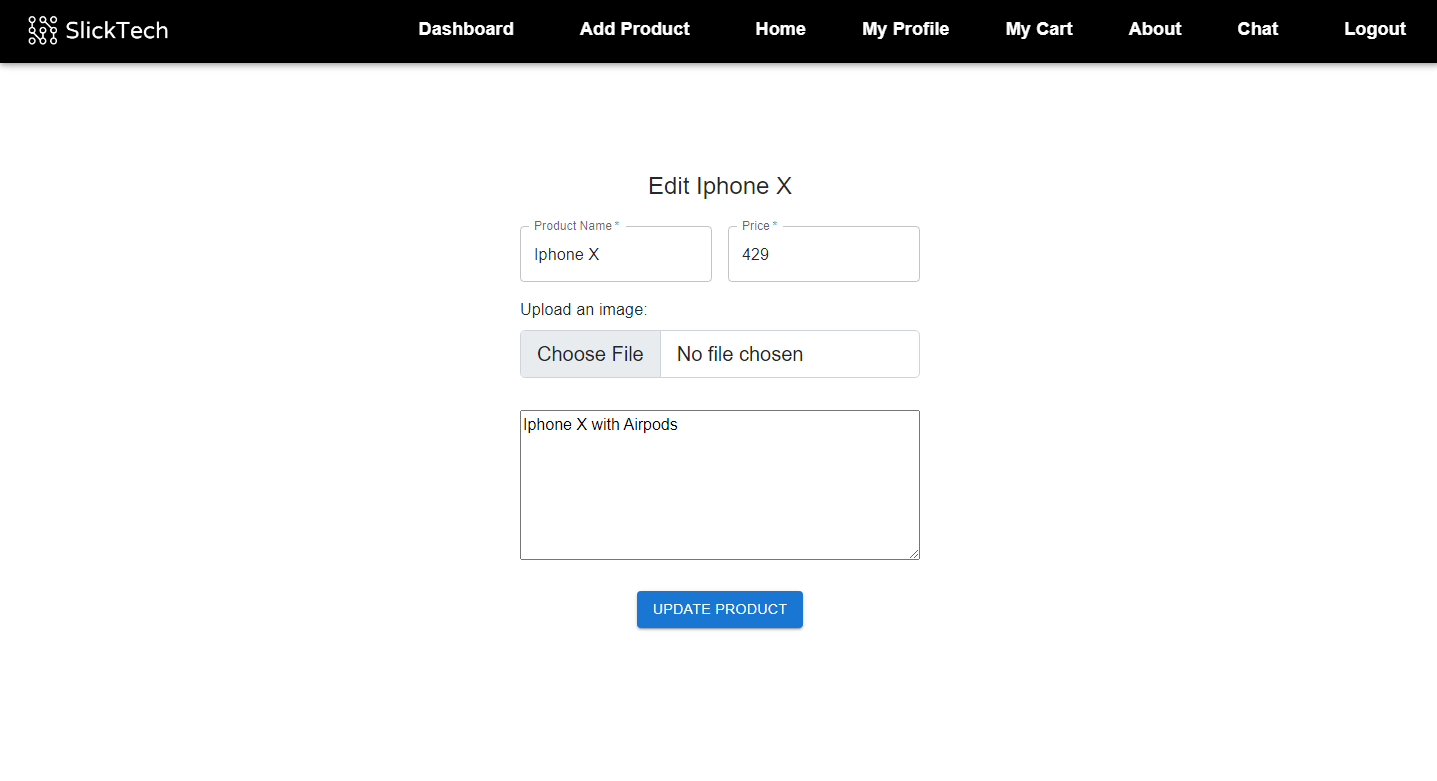 SlickTech Dashboard Add Product Home My Profile My Cart About Chat Logout
Edit Iphone X
Product Name * Price *
Iphone X 429
Upload an image:
Choose File No file chosen
Iphone X with Airpods
UPDATE PRODUCT